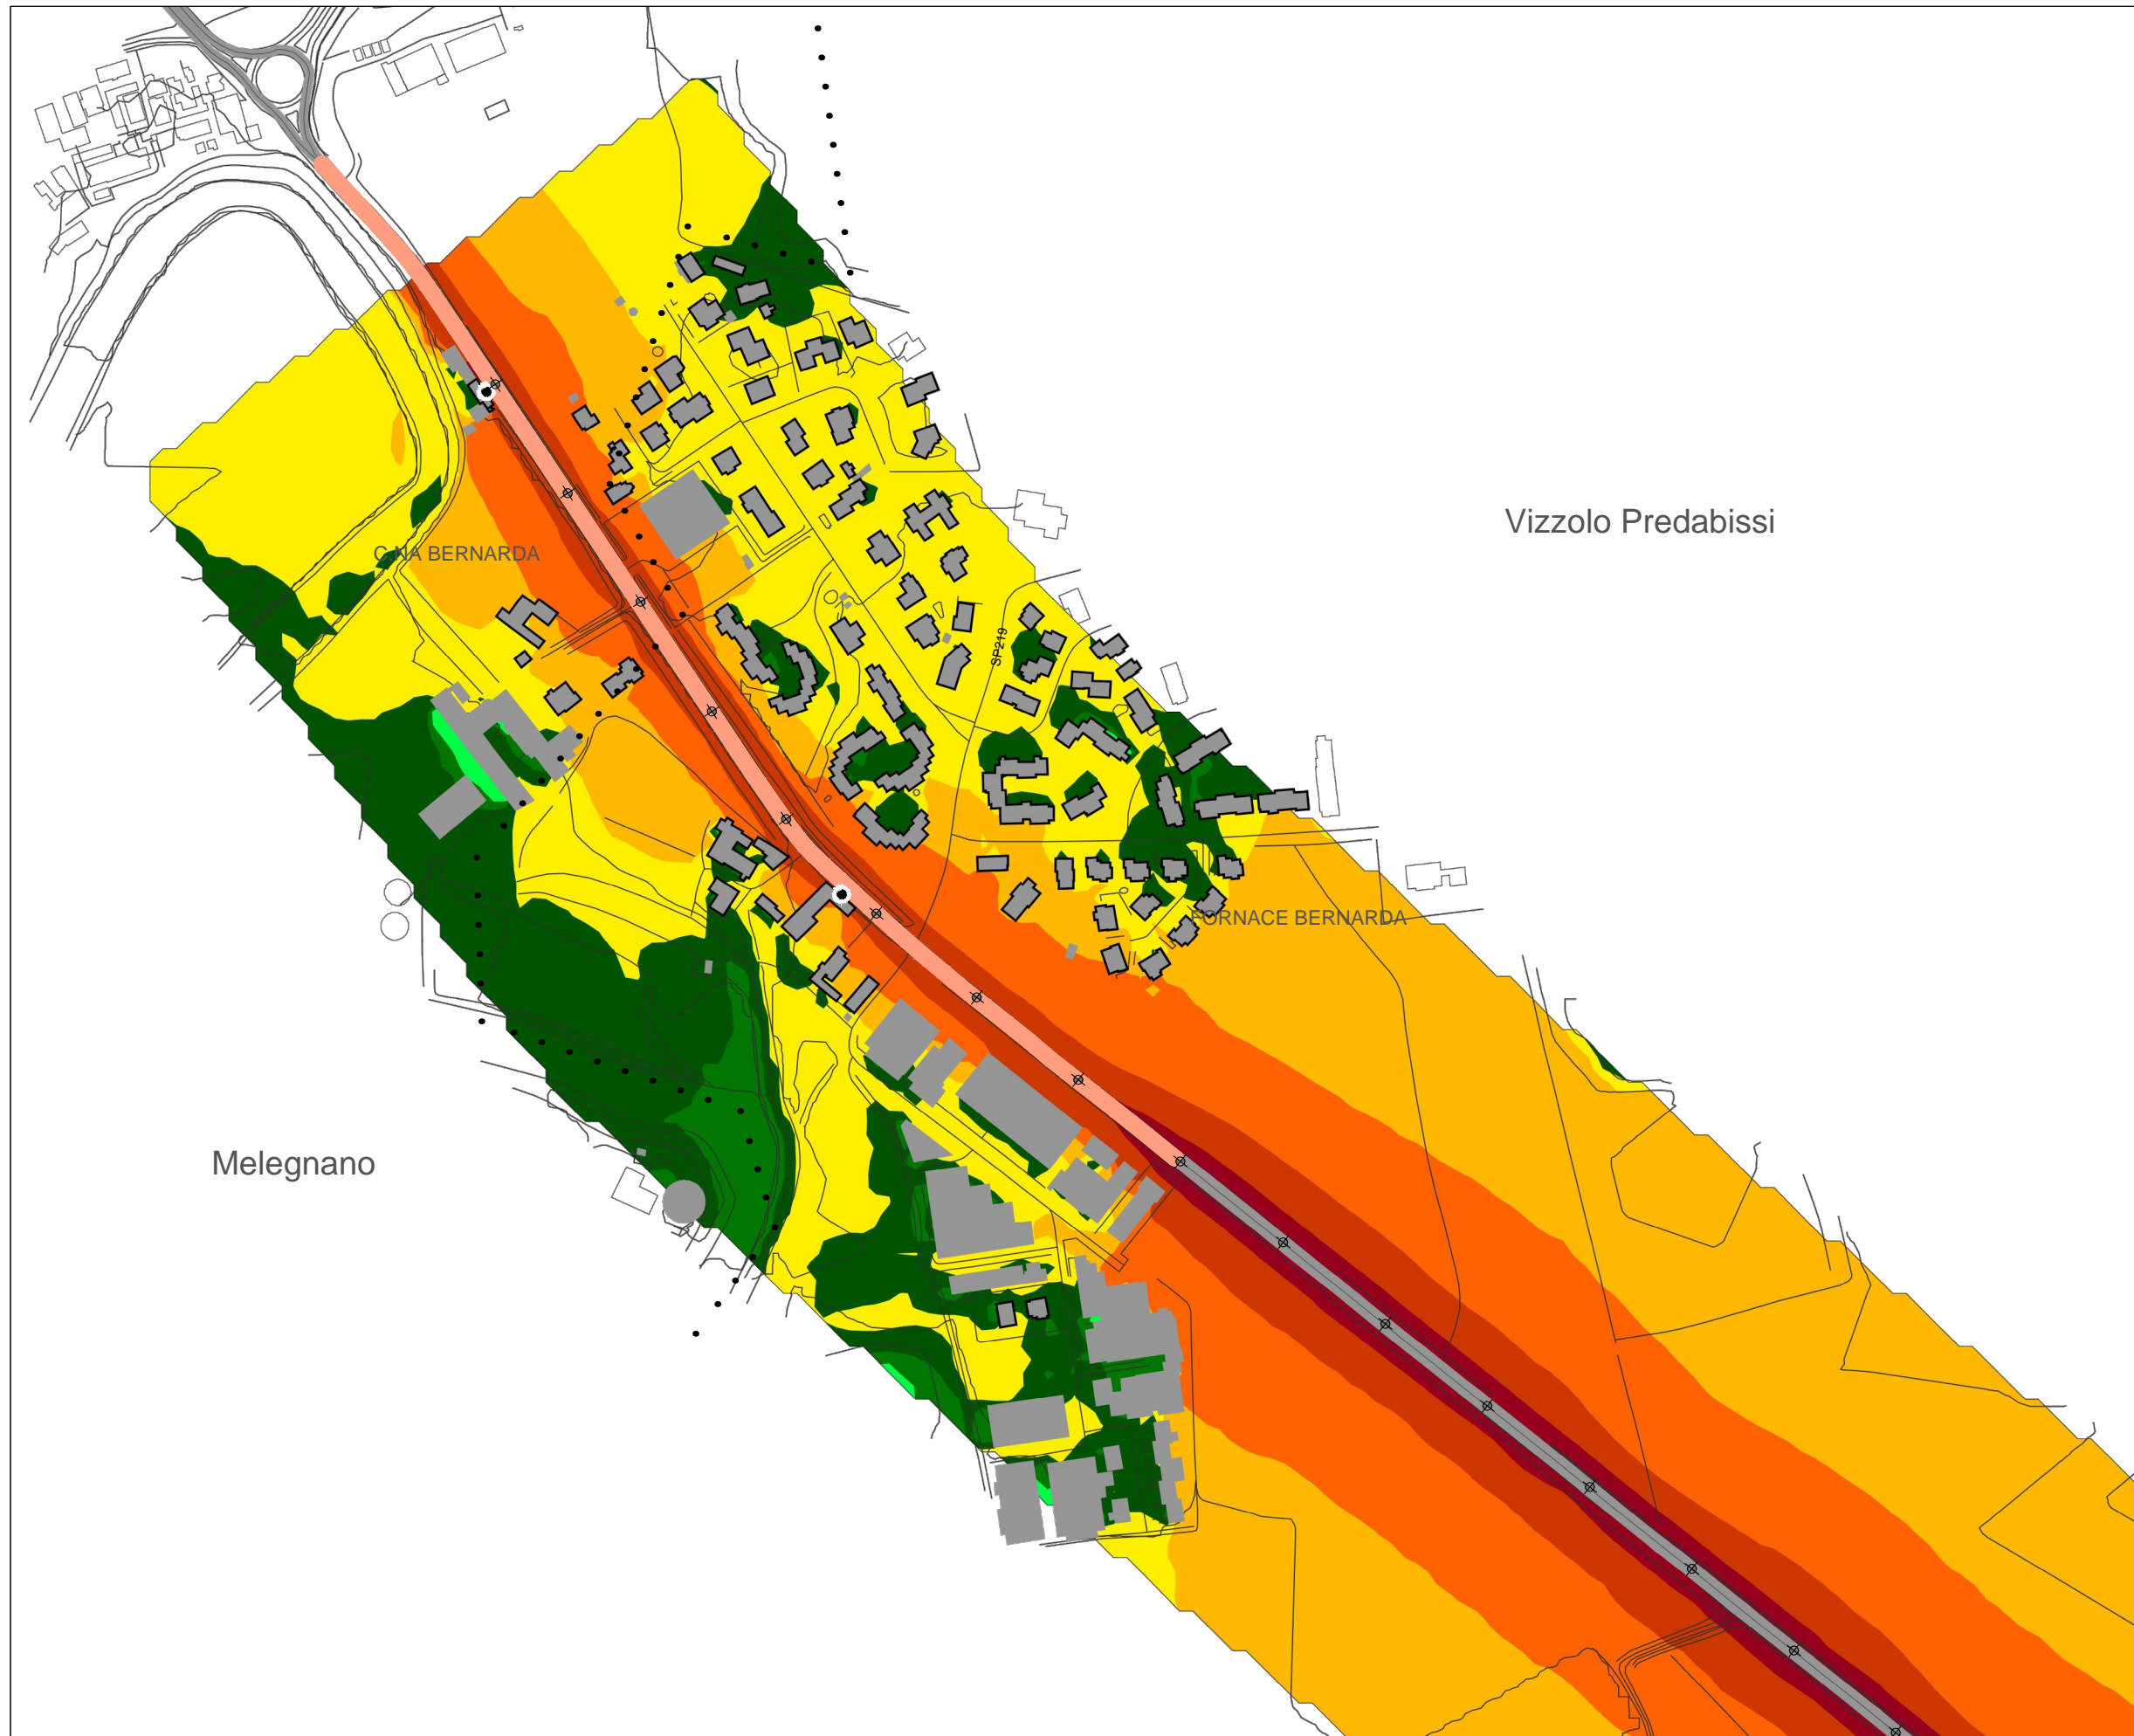 Vizzolo Predabissi
C.NA BERNARDA
SP219
FORNACE BERNARDA
Melegnano